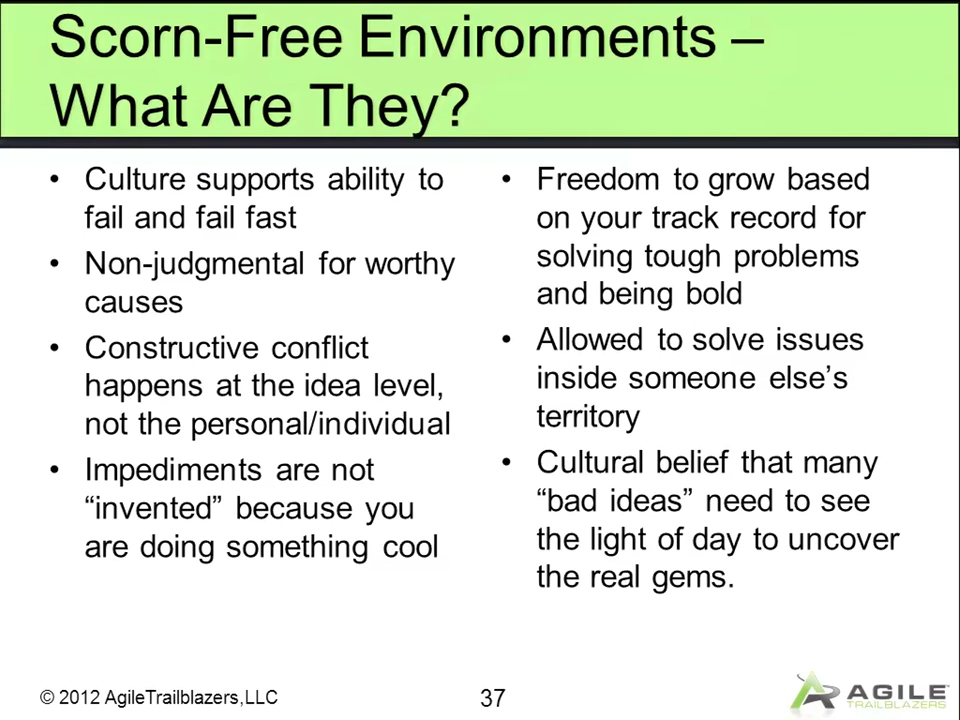 Scorn-Free Environments –
What Are They?
• Culture supports ability to
fail and fail fast
• Non-judgmental for worthy
causes
• Constructive conflict
happens at the idea level,
not the personal/individual
• Impediments are not
“invented” because you
are doing something cool
• Freedom to grow based
on your track record for
solving tough problems
and being bold
• Allowed to solve issues
inside someone else’s
territory
• Cultural belief that many
“bad ideas” need to see
the light of day to uncover
the real gems.
© 2012 AgileTrailblazers,LLC
37
AGILE
TRAILBLAZERS